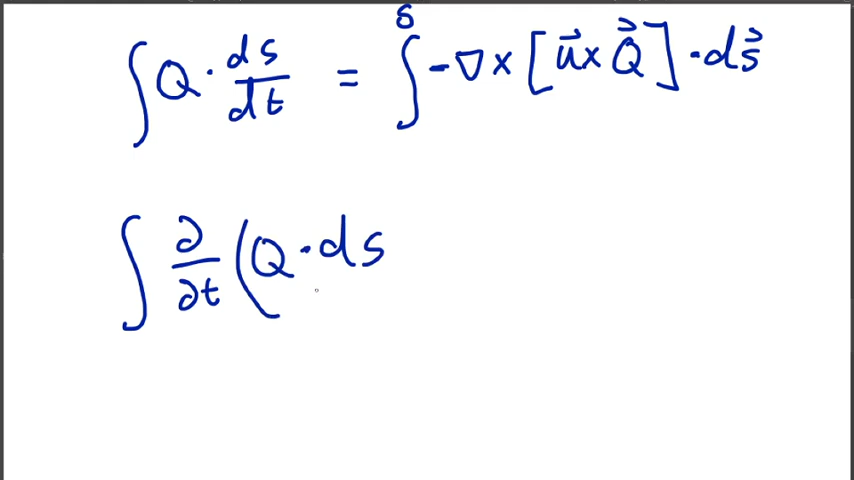 ∫ Q · ds/dt = ∫^S -∇ × [u⃗ × Q⃗] · ds⃗
∫ ∂/∂t (Q · ds